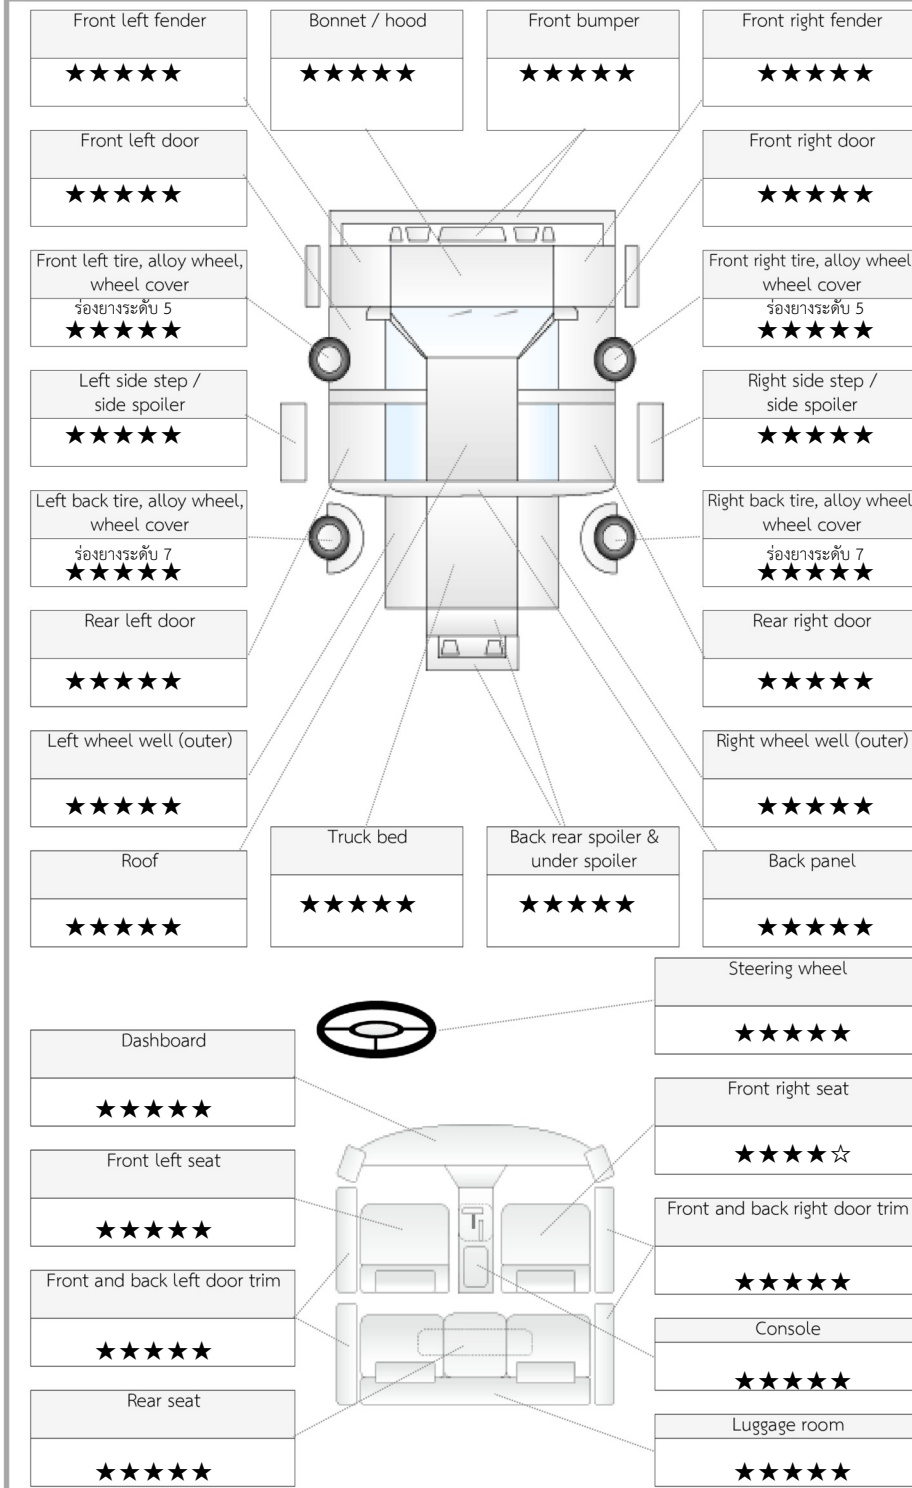 Front left fender
★★★★★
Bonnet / hood
★★★★★
Front bumper
★★★★★
Front right fender
★★★★★
Front left door
★★★★★
Front right door
★★★★★
Front left tire, alloy wheel,
wheel cover
ร่องยางระดับ 5
★★★★★
Front right tire, alloy wheel
wheel cover
ร่องยางระดับ 5
★★★★★
Left side step /
side spoiler
★★★★★
Right side step /
side spoiler
★★★★★
Left back tire, alloy wheel,
wheel cover
ร่องยางระดับ 7
★★★★★
Right back tire, alloy wheel
wheel cover
ร่องยางระดับ 7
★★★★★
Rear left door
★★★★★
Rear right door
★★★★★
Left wheel well (outer)
★★★★★
Right wheel well (outer)
★★★★★
Roof
★★★★★
Truck bed
★★★★★
Back rear spoiler &
under spoiler
★★★★★
Back panel
★★★★★
Steering wheel
★★★★★
Dashboard
★★★★★
Front right seat
★★★★☆
Front left seat
★★★★★
Front and back right door trim
★★★★★
Front and back left door trim
★★★★★
Console
★★★★★
Rear seat
★★★★★
Luggage room
★★★★★